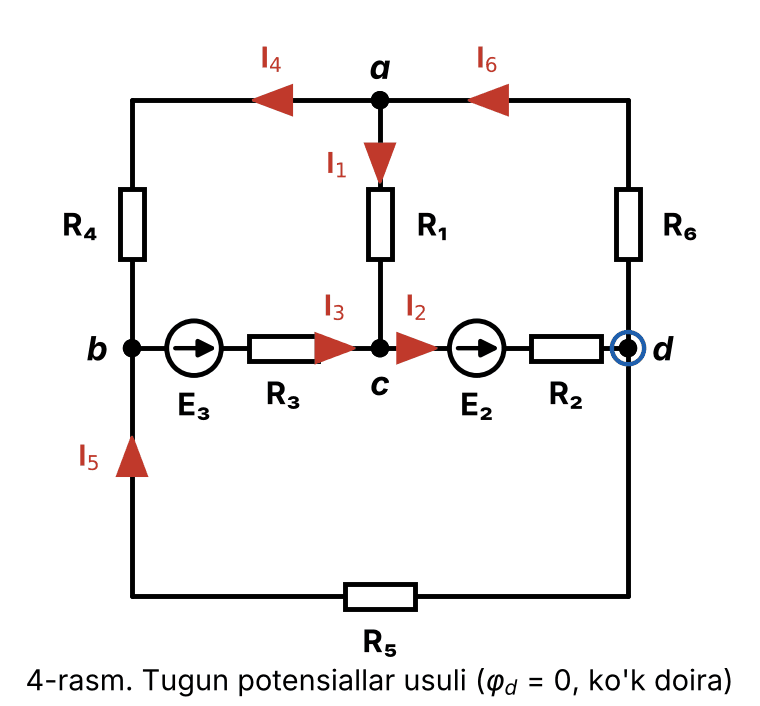 I₄
a
I₆
I₁
R₄
R₁
R₆
I₃
I₂
b
d
c
E₃
R₃
E₂
R₂
I₅
R₅
4-rasm. Tugun potensiallar usuli (φ_d = 0, ko'k doira)